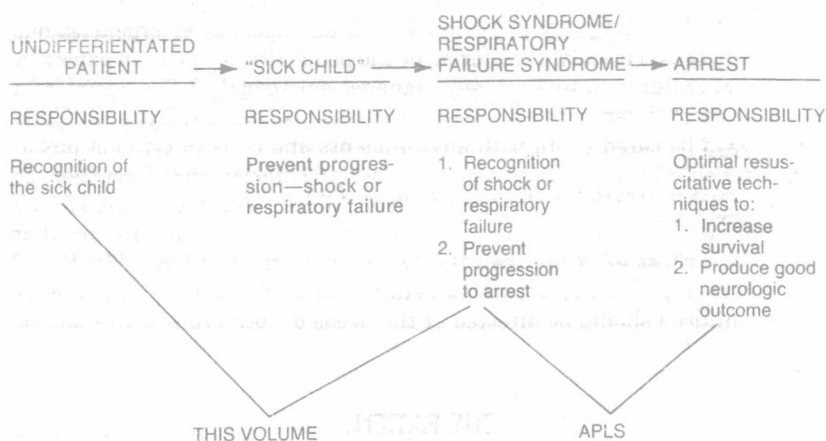 UNDIFFERIENTATED
PATIENT
"SICK CHILD"
SHOCK SYNDROME/
RESPIRATORY
FAILURE SYNDROME
ARREST
RESPONSIBILITY
Recognition of
the sick child
RESPONSIBILITY
Prevent progres-
sion—shock or
respiratory failure
RESPONSIBILITY
1. Recognition
of shock or
respiratory
failure
2. Prevent
progression
to arrest
RESPONSIBILITY
Optimal resus-
citative tech-
niques to:
1. Increase
survival
2. Produce good
neurologic
outcome
THIS VOLUME
APLS